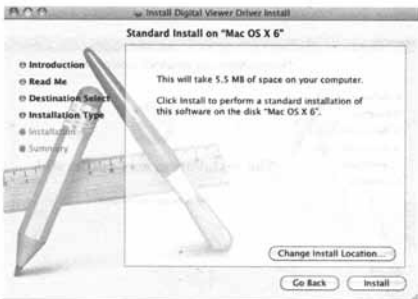 Install Digital Viewer Driver Install
Standard Install on "Mac OS X 6"
Introduction
Read Me
Destination Select
Installation Type
Installation
Summary
This will take 5.5 MB of space on your computer.
Click Install to perform a standard installation of
this software on the disk "Mac OS X 6".
Change Install Location...
Go Back
Install